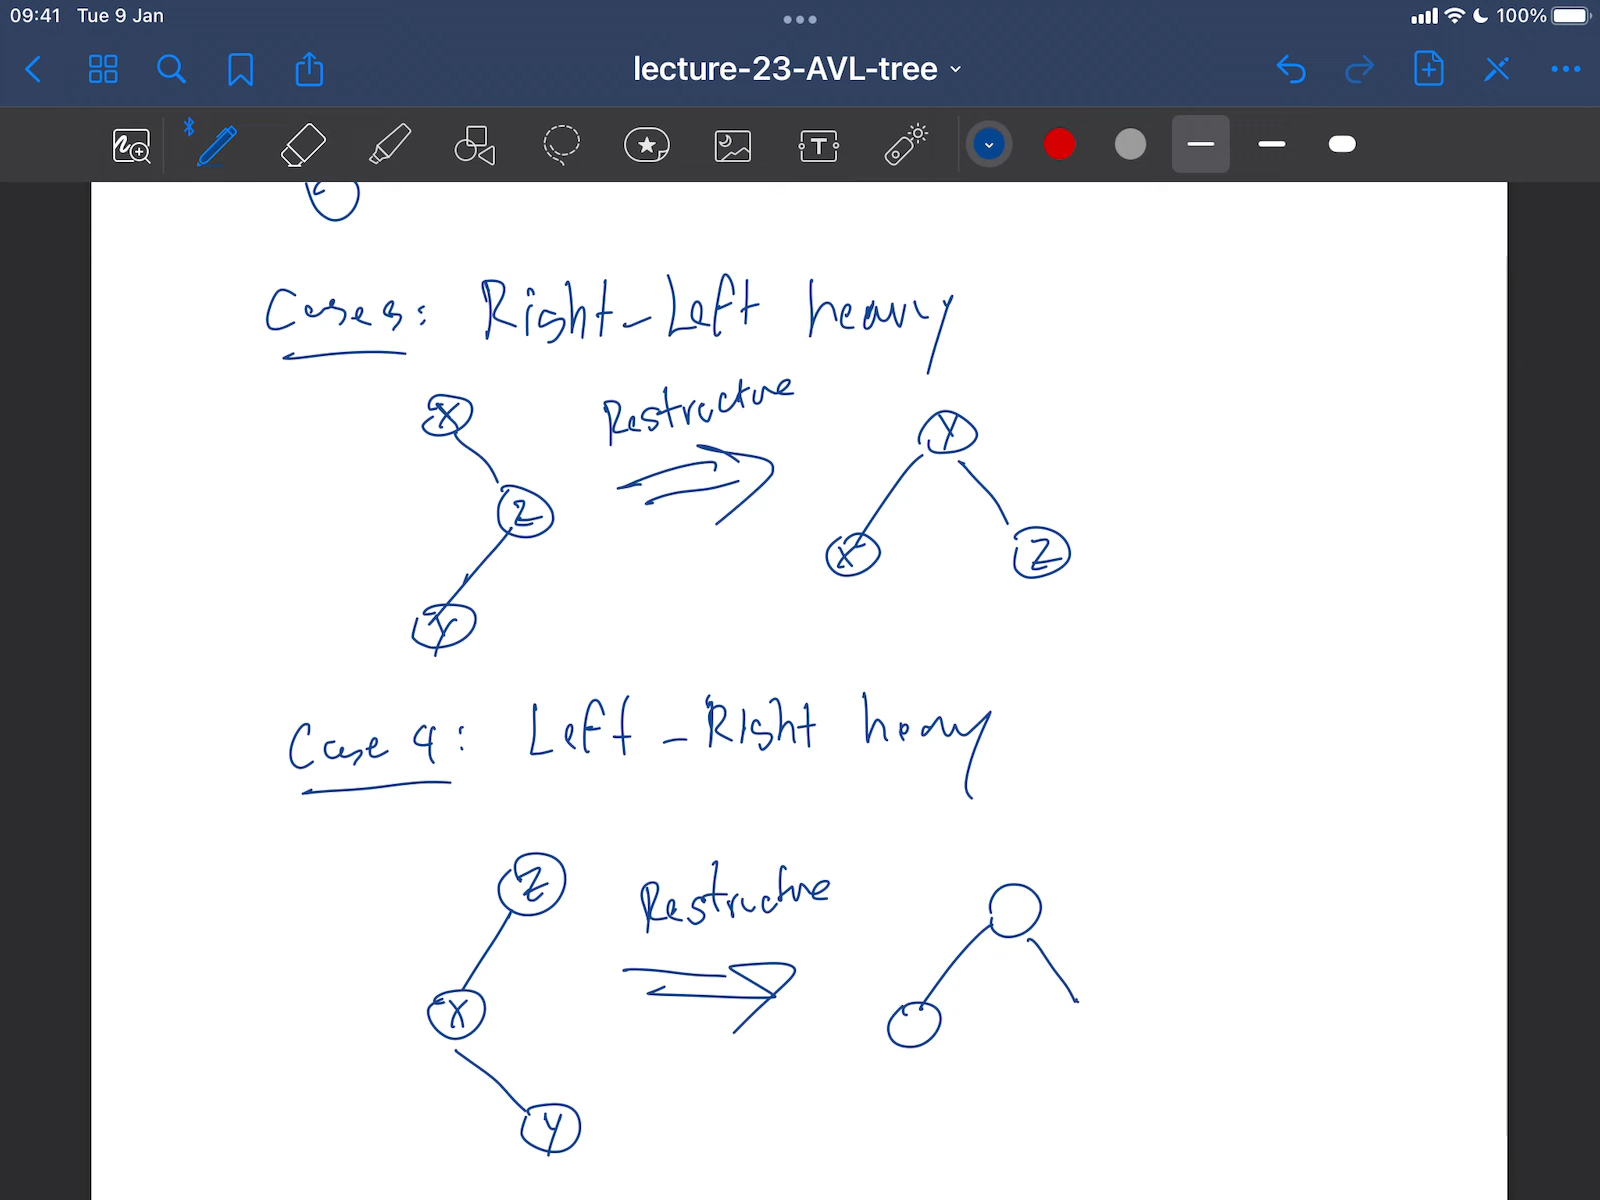 09:41 Tue 9 Jan 100%
lecture-23-AVL-tree
T
Case 3: Right-Left heavy
Restructure
X
Y
Z
X
Z
Y
Case 4: Left-Right heavy
Z
Restructure
X
Y